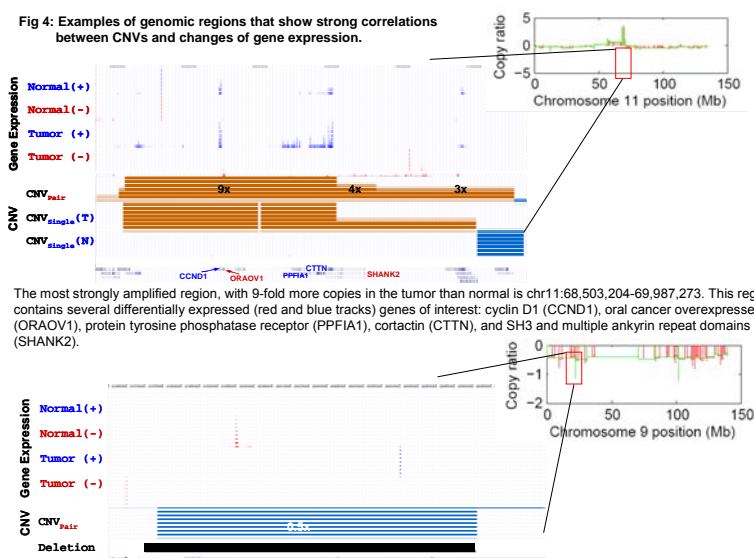 Fig 4: Examples of genomic regions that show strong correlations
between CNVs and changes of gene expression.
Copy ratio
5
0
−5
0
50
100
150
Chromosome 11 position (Mb)
Gene Expression
Normal(+)
Normal(-)
Tumor (+)
Tumor (-)
CNV
CNVPair
9x
4x
3x
CNVSingle(T)
CNVSingle(N)
CCND1
ORAOV1
PPFIA1
CTTN
SHANK2
The most strongly amplified region, with 9-fold more copies in the tumor than normal is chr11:68,503,204-69,987,273. This reg
contains several differentially expressed (red and blue tracks) genes of interest: cyclin D1 (CCND1), oral cancer overexpresse
(ORAOV1), protein tyrosine phosphatase receptor (PPFIA1), cortactin (CTTN), and SH3 and multiple ankyrin repeat domains
(SHANK2).
Copy ratio
0
−1
−2
0
50
100
150
Chromosome 9 position (Mb)
Gene Expression
Normal(+)
Normal(-)
Tumor (+)
Tumor (-)
CNV
CNVPair
0.5x
Deletion